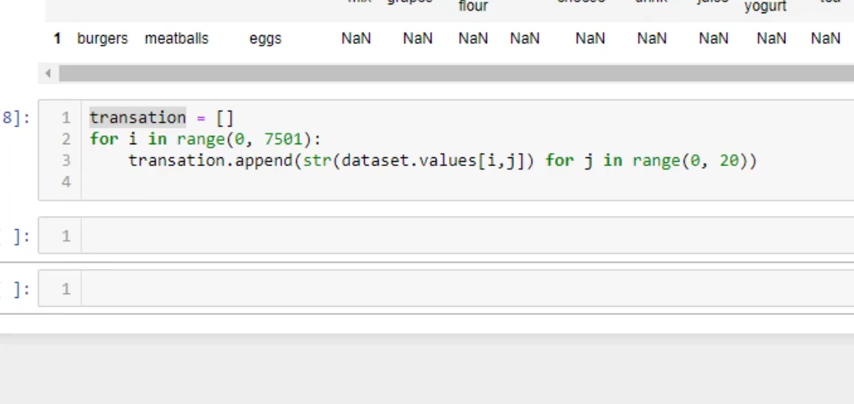 flour yogurt
1 burgers meatballs eggs NaN NaN NaN NaN NaN NaN NaN NaN NaN
8]: 1 transation = []
2 for i in range(0, 7501):
3 transation.append(str(dataset.values[i,j]) for j in range(0, 20))
4
]: 1
]: 1